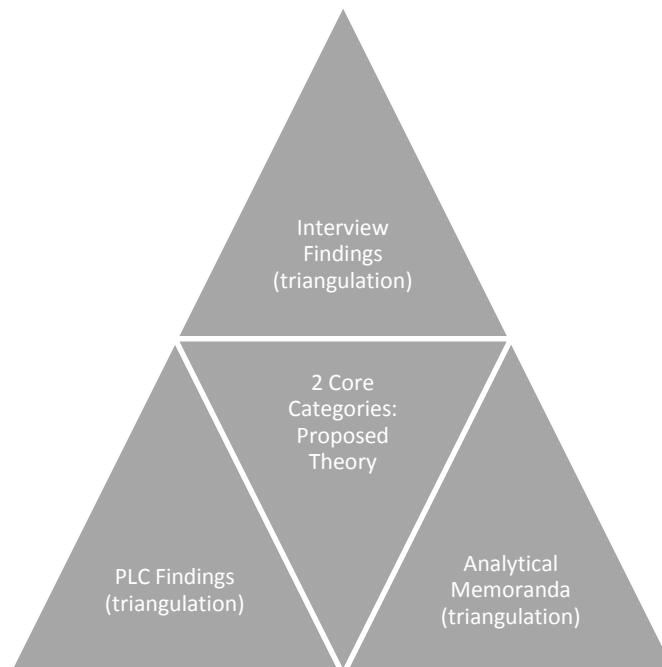 Interview
Findings
(triangulation)
2 Core
Categories:
Proposed
Theory
PLC Findings
(triangulation)
Analytical
Memoranda
(triangulation)